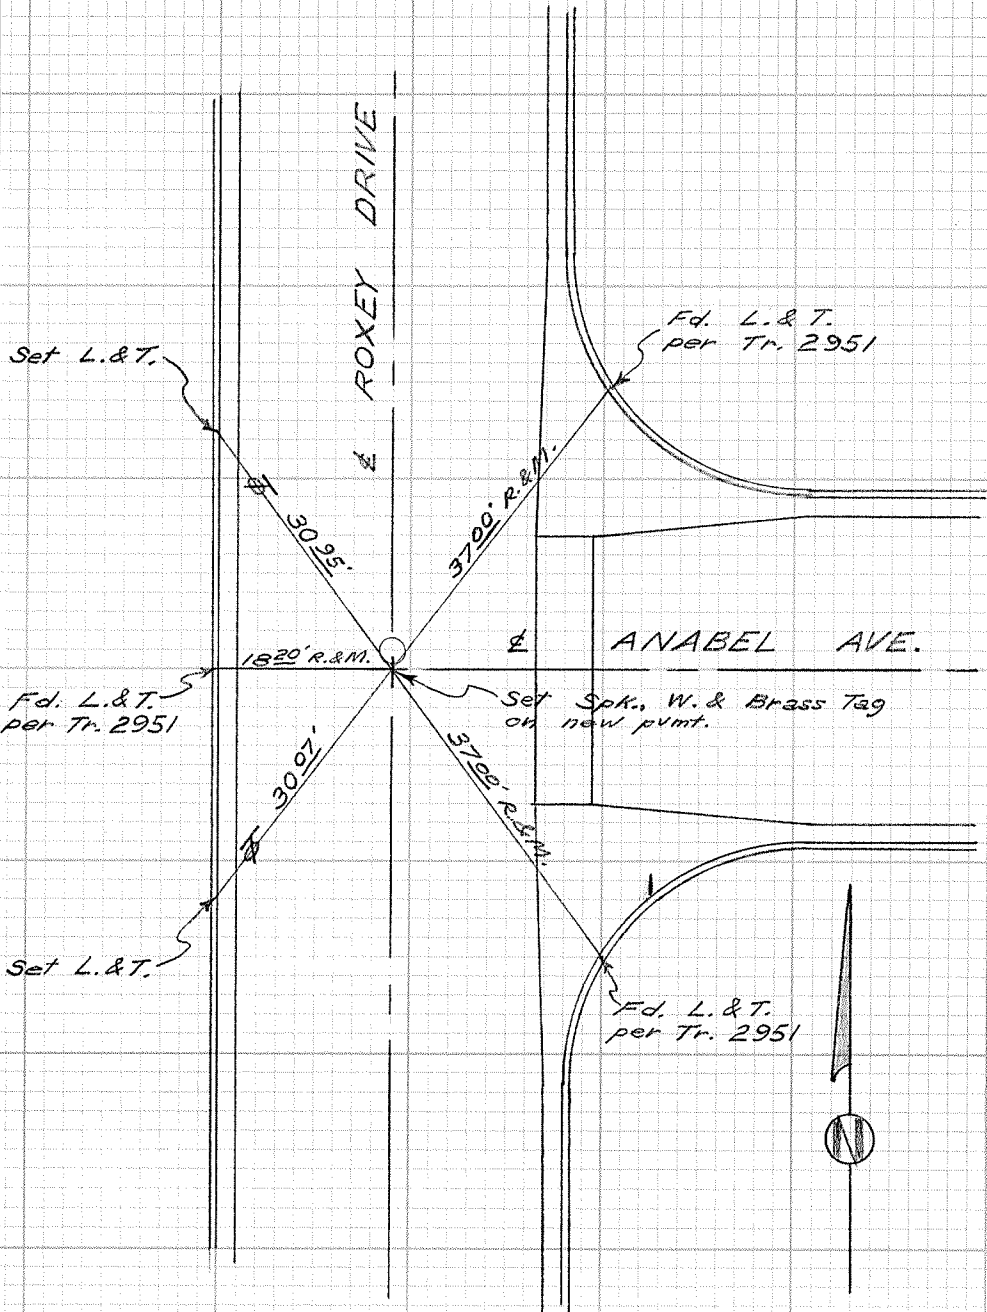 ℄ ROXEY DRIVE
Fd. L. & T.
per Tr. 2951
Set L.&T.
37 00' R.&M.
30 95'
℄ ANABEL AVE.
18 20' R.&M.
Fd. L.&T.
per Tr. 2951
Set Spk., W. & Brass Tag
on new pvmt.
37 00' R.&M.
30 07'
Set L.&T.
Fd. L. & T.
per Tr. 2951
N